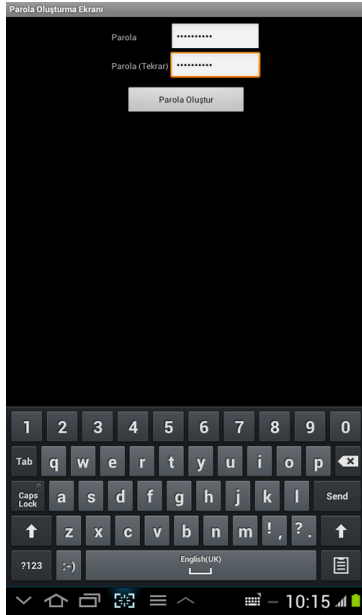 Parola Oluşturma Ekranı
Parola ••••••••••
Parola (Tekrar) ••••••••••
Parola Oluştur
1 2 3 4 5 6 7 8 9 0
Tab q w e r t y u i o p
Caps Lock a s d f g h j k l Send
z x c v b n m ! , ? .
?123 :-) English(UK)
10:15